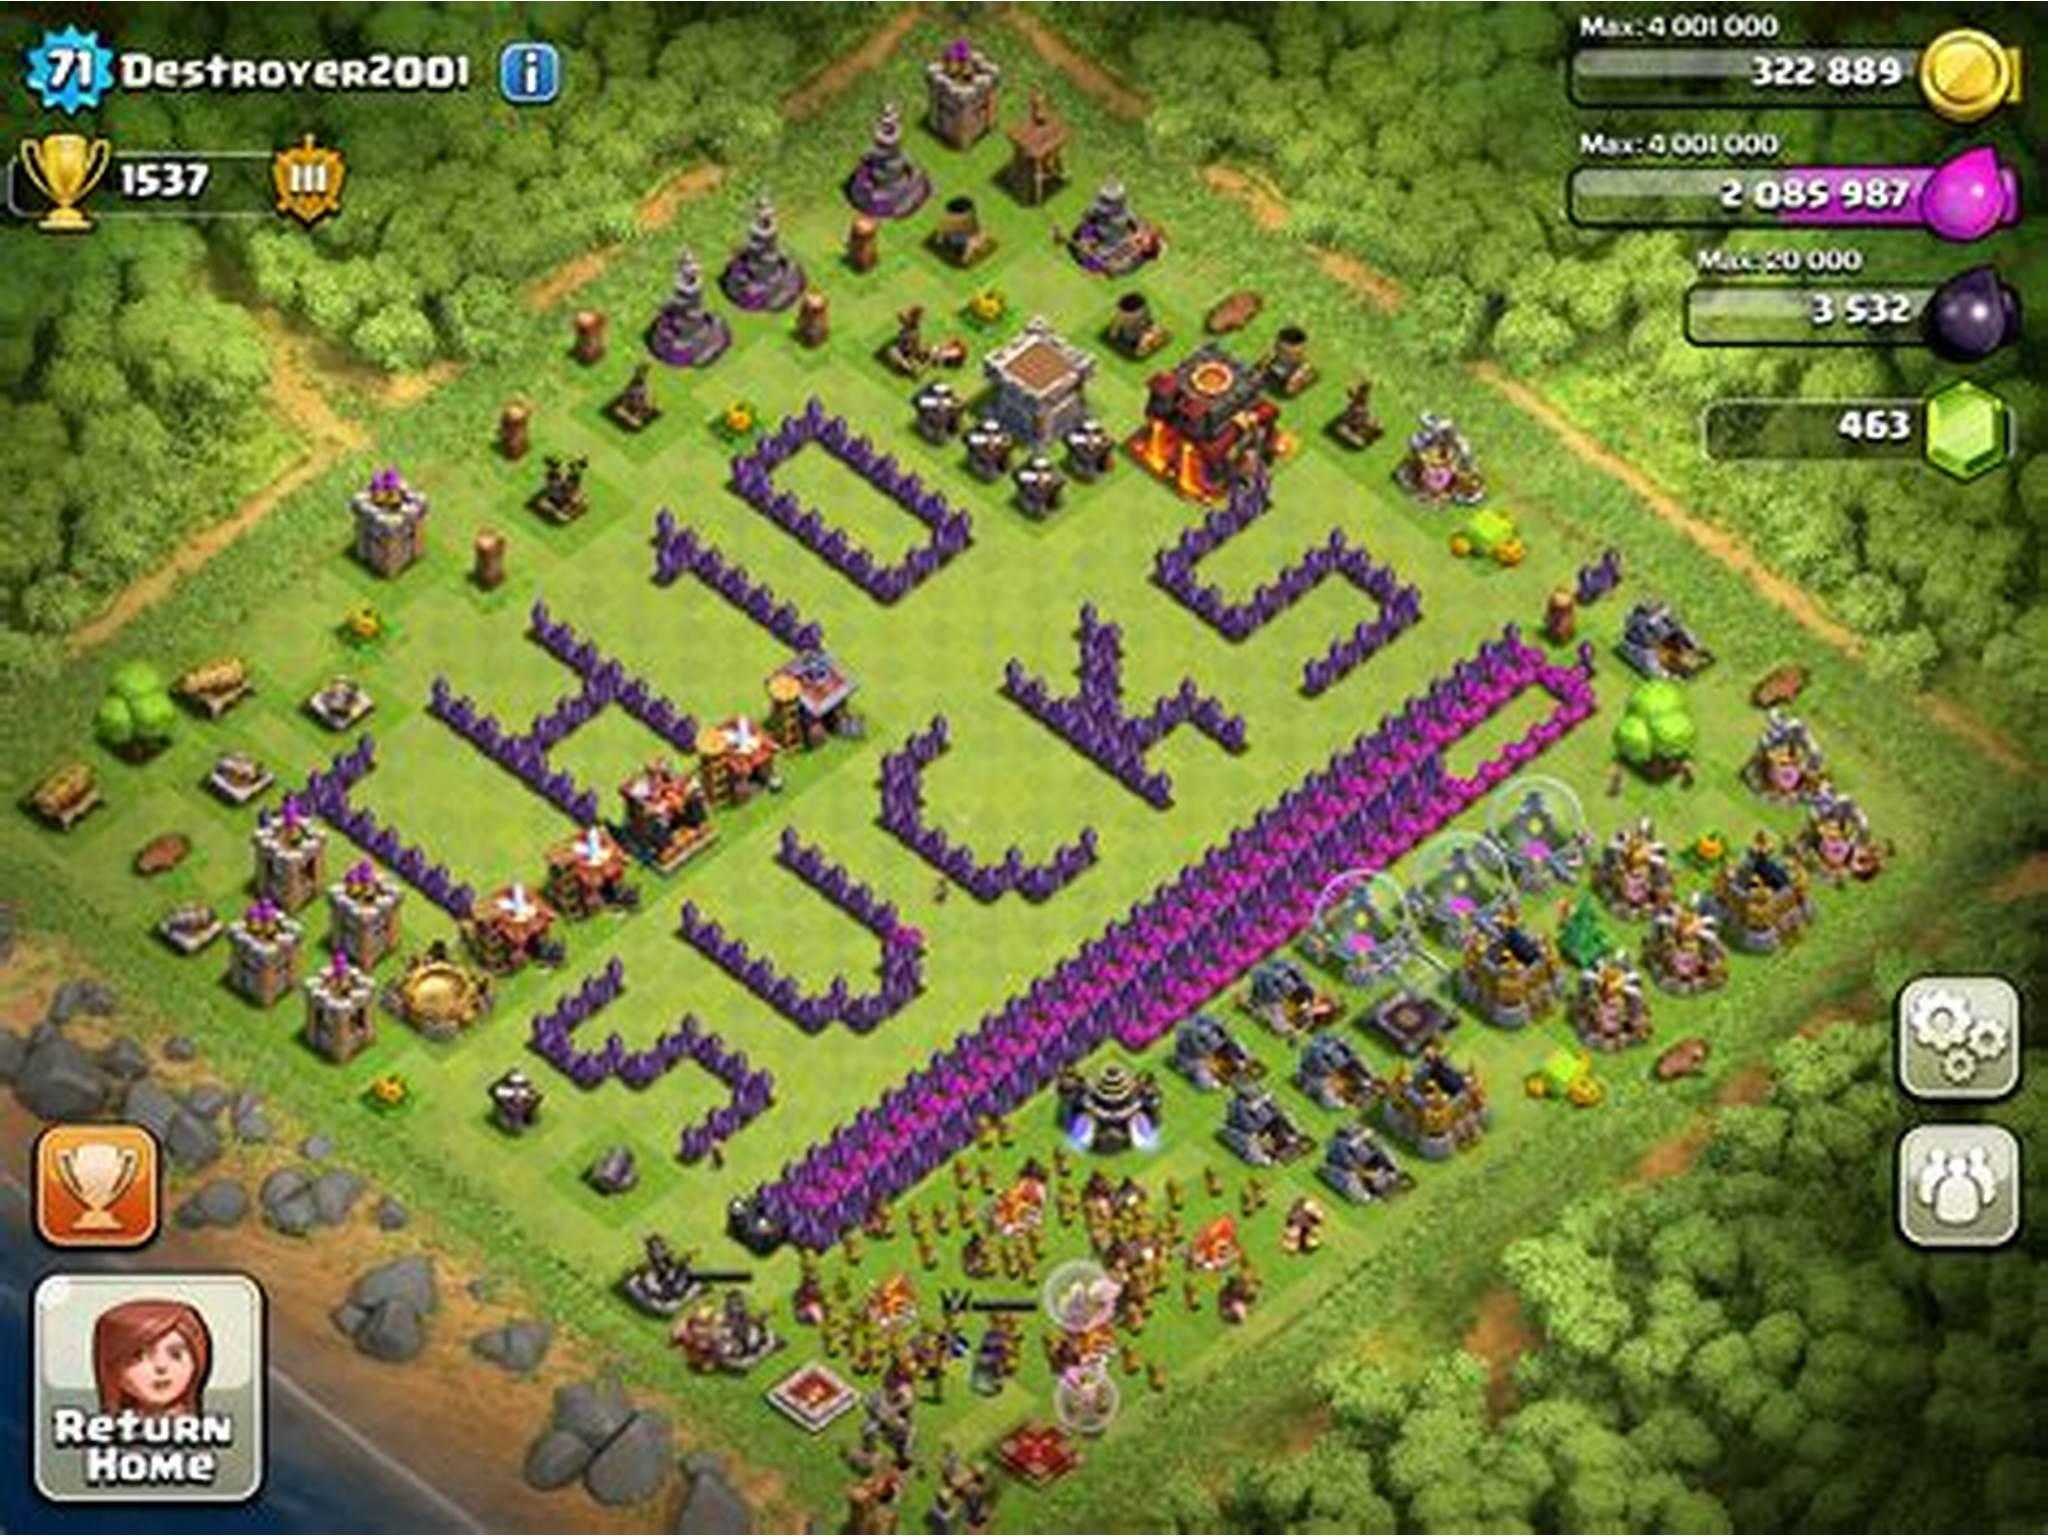 Max: 4 001 000
71 Destroyer2001 i
322 889
Max: 4 001 000
1537 III
2 085 987
Max: 20 000
3 532
463
TH10
SUCKS
Return
Home